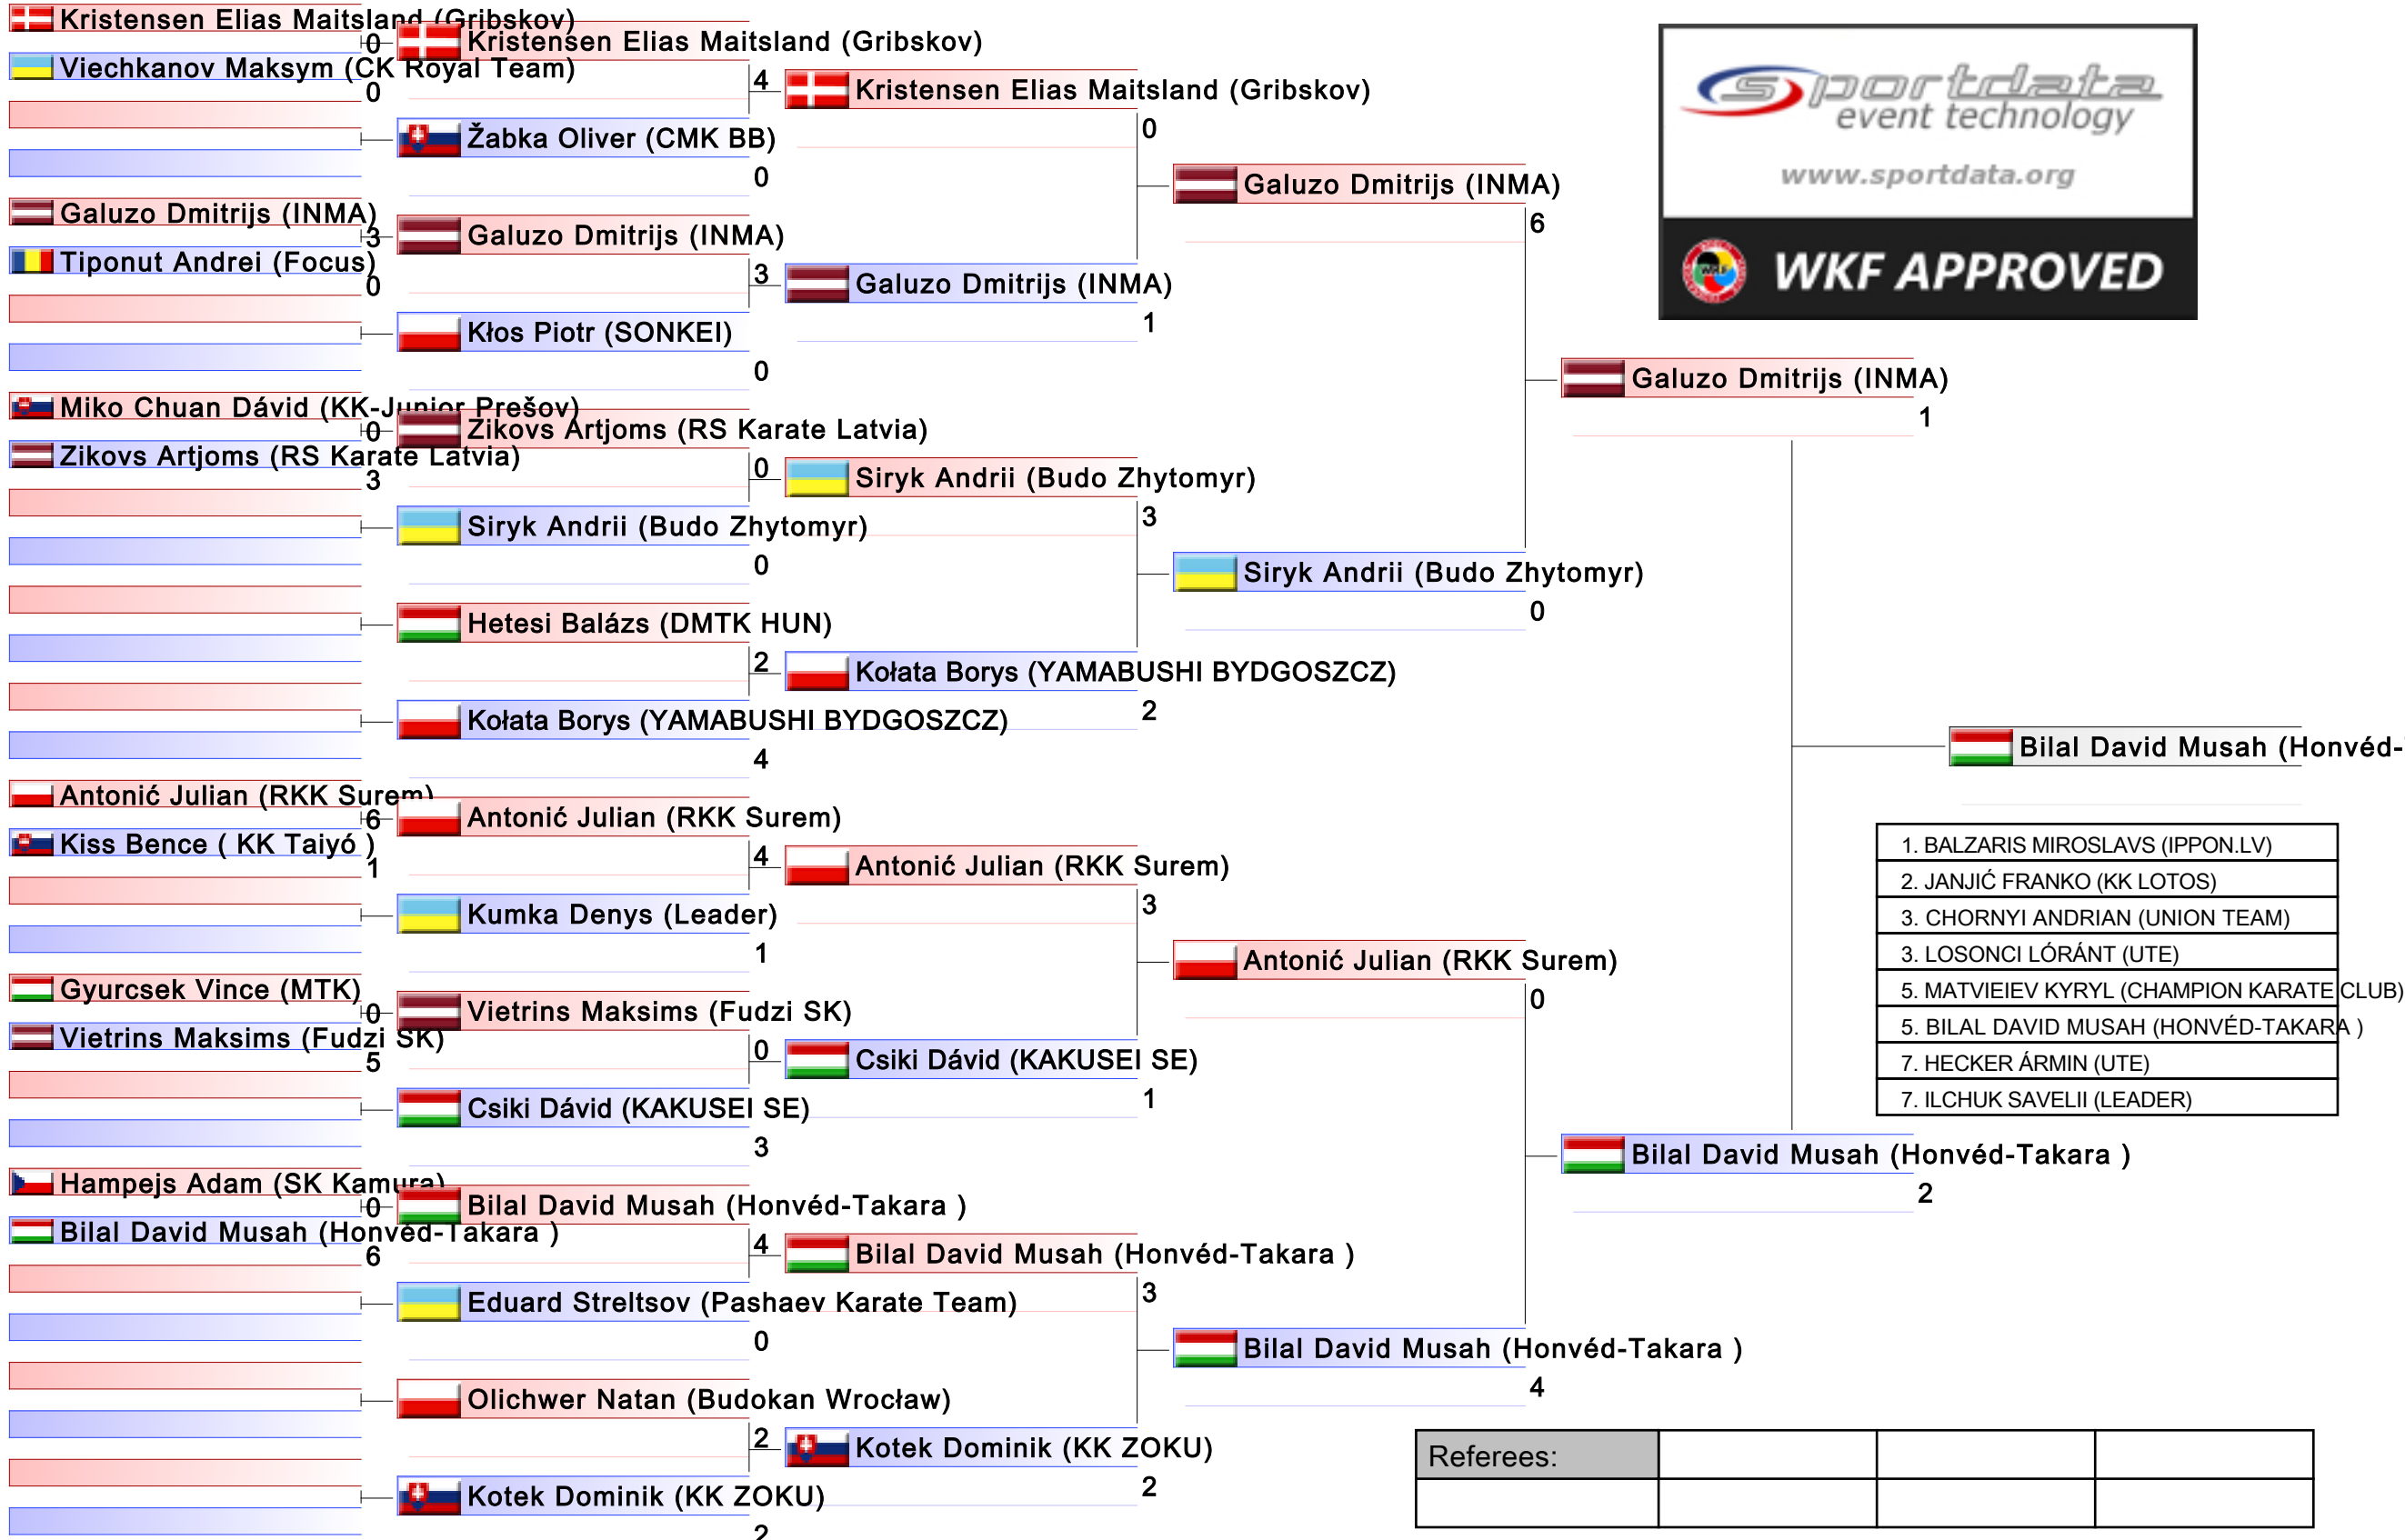 Kristensen Elias Maitsland (Gribskov)
0
Viechkanov Maksym (CK Royal Team)
0
Galuzo Dmitrijs (INMA)
3
Tiponut Andrei (Focus)
0
Miko Chuan Dávid (KK-Junior Prešov)
0
Zikovs Artjoms (RS Karate Latvia)
3
Antonić Julian (RKK Surem)
6
Kiss Bence ( KK Taiyó )
1
Gyurcsek Vince (MTK)
0
Vietrins Maksims (Fudzi SK)
5
Hampejs Adam (SK Kamura)
0
Bilal David Musah (Honvéd-Takara )
6
Kristensen Elias Maitsland (Gribskov)
4
Žabka Oliver (CMK BB)
0
Galuzo Dmitrijs (INMA)
3
Kłos Piotr (SONKEI)
0
Zikovs Artjoms (RS Karate Latvia)
0
Siryk Andrii (Budo Zhytomyr)
0
Hetesi Balázs (DMTK HUN)
2
Kołata Borys (YAMABUSHI BYDGOSZCZ)
4
Antonić Julian (RKK Surem)
4
Kumka Denys (Leader)
1
Vietrins Maksims (Fudzi SK)
0
Csiki Dávid (KAKUSEI SE)
3
Bilal David Musah (Honvéd-Takara )
4
Eduard Streltsov (Pashaev Karate Team)
0
Olichwer Natan (Budokan Wrocław)
2
Kotek Dominik (KK ZOKU)
2
Kristensen Elias Maitsland (Gribskov)
0
Galuzo Dmitrijs (INMA)
1
Siryk Andrii (Budo Zhytomyr)
3
Kołata Borys (YAMABUSHI BYDGOSZCZ)
2
Antonić Julian (RKK Surem)
3
Csiki Dávid (KAKUSEI SE)
1
Bilal David Musah (Honvéd-Takara )
3
Kotek Dominik (KK ZOKU)
2
Galuzo Dmitrijs (INMA)
6
Siryk Andrii (Budo Zhytomyr)
0
Antonić Julian (RKK Surem)
0
Bilal David Musah (Honvéd-Takara )
4
Galuzo Dmitrijs (INMA)
1
Bilal David Musah (Honvéd-Takara )
2
Bilal David Musah (Honvéd-
sportdata
event technology
www.sportdata.org
WKF APPROVED
1. BALZARIS MIROSLAVS (IPPON.LV)
2. JANJIĆ FRANKO (KK LOTOS)
3. CHORNYI ANDRIAN (UNION TEAM)
3. LOSONCI LÓRÁNT (UTE)
5. MATVIEIEV KYRYL (CHAMPION KARATE CLUB)
5. BILAL DAVID MUSAH (HONVÉD-TAKARA )
7. HECKER ÁRMIN (UTE)
7. ILCHUK SAVELII (LEADER)
Referees: